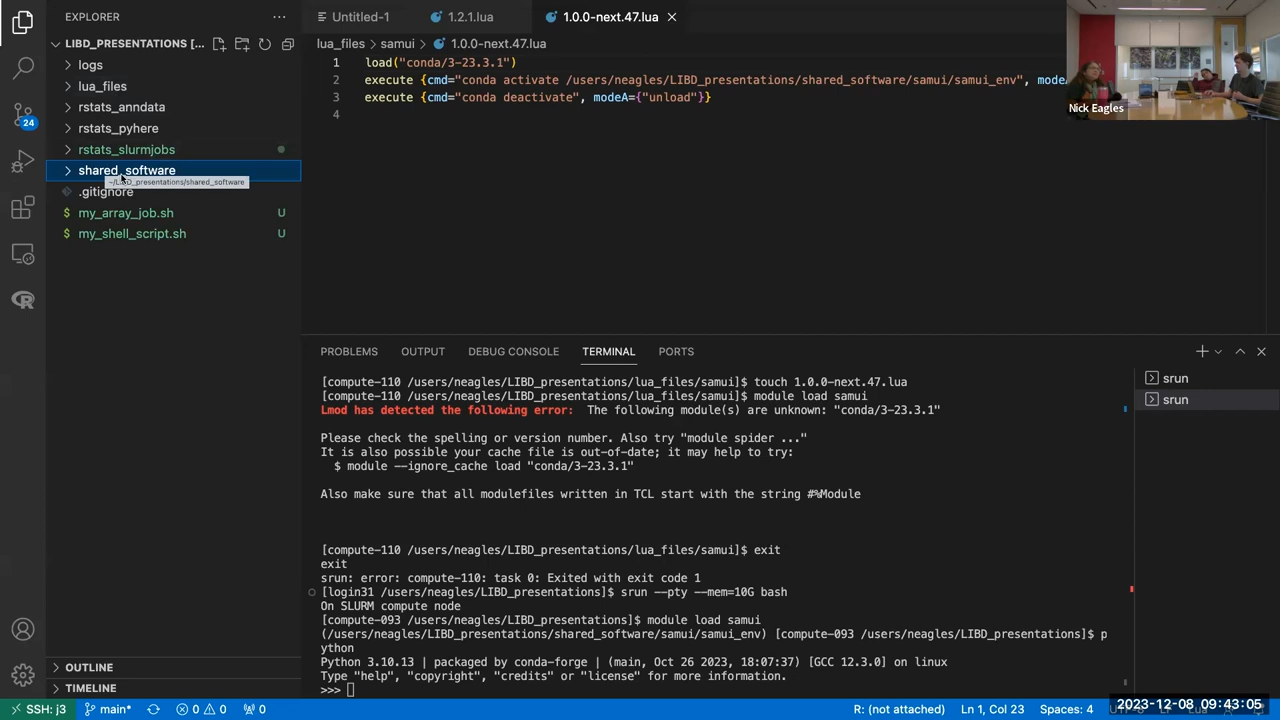 EXPLORER
LIBD_PRESENTATIONS [...
logs
lua_files
rstats_anndata
rstats_pyhere
rstats_slurmjobs
shared_software
~/LIBD_presentations/shared_software
.gitignore
$ my_array_job.sh U
$ my_shell_script.sh U
OUTLINE
TIMELINE
24
Untitled-1 1.2.1.lua 1.0.0-next.47.lua
lua_files > samui > 1.0.0-next.47.lua
1 load("conda/3-23.3.1")
2 execute {cmd="conda activate /users/neagles/LIBD_presentations/shared_software/samui/samui_env", mode
3 execute {cmd="conda deactivate", modeA={"unload"}}
4
Nick Eagles
PROBLEMS OUTPUT DEBUG CONSOLE TERMINAL PORTS
[compute-110 /users/neagles/LIBD_presentations/lua_files/samui]$ touch 1.0.0-next.47.lua
[compute-110 /users/neagles/LIBD_presentations/lua_files/samui]$ module load samui
Lmod has detected the following error: The following module(s) are unknown: "conda/3-23.3.1"
Please check the spelling or version number. Also try "module spider ..."
It is also possible your cache file is out-of-date; it may help to try:
$ module --ignore_cache load "conda/3-23.3.1"
Also make sure that all modulefiles written in TCL start with the string #%Module
[compute-110 /users/neagles/LIBD_presentations/lua_files/samui]$ exit
exit
srun: error: compute-110: task 0: Exited with exit code 1
[login31 /users/neagles/LIBD_presentations]$ srun --pty --mem=10G bash
On SLURM compute node
[compute-093 /users/neagles/LIBD_presentations]$ module load samui
(/users/neagles/LIBD_presentations/shared_software/samui/samui_env) [compute-093 /users/neagles/LIBD_presentations]$ p
ython
Python 3.10.13 | packaged by conda-forge | (main, Oct 26 2023, 18:07:37) [GCC 12.3.0] on linux
Type "help", "copyright", "credits" or "license" for more information.
>>>
srun
srun
SSH: j3 main* 0 0 0 R: (not attached) Ln 1, Col 23 Spaces: 4
2023-12-08 09:43:05